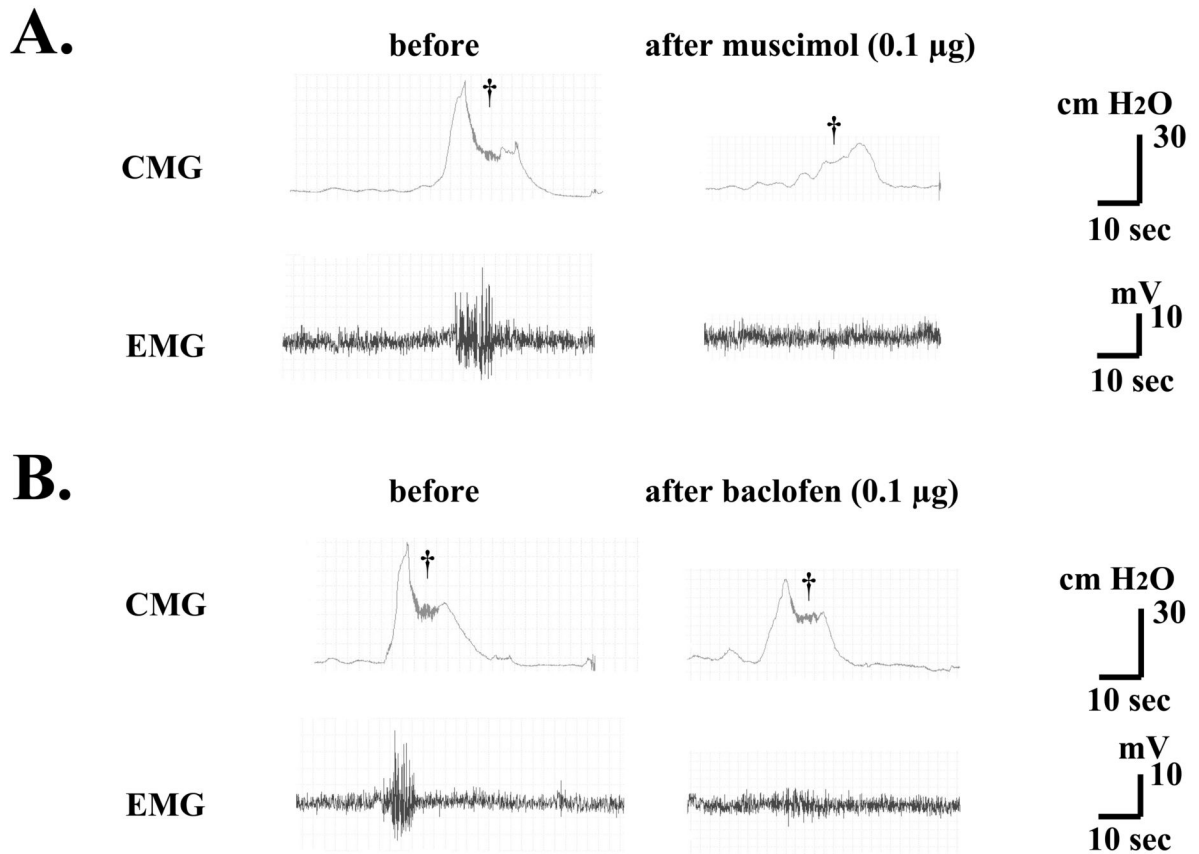 A.
before
after muscimol (0.1 µg)
†
†
CMG
cm H2O
30
10 sec
EMG
mV
10
10 sec
B.
before
after baclofen (0.1 µg)
†
†
CMG
cm H2O
30
10 sec
EMG
mV
10
10 sec